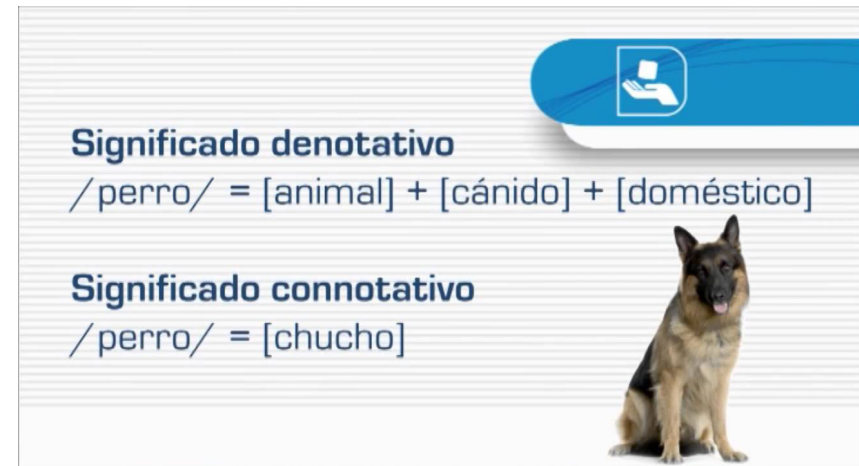 Significado denotativo
/perro/ = [animal] + [cánido] + [doméstico]
Significado connotativo
/perro/ = [chucho]